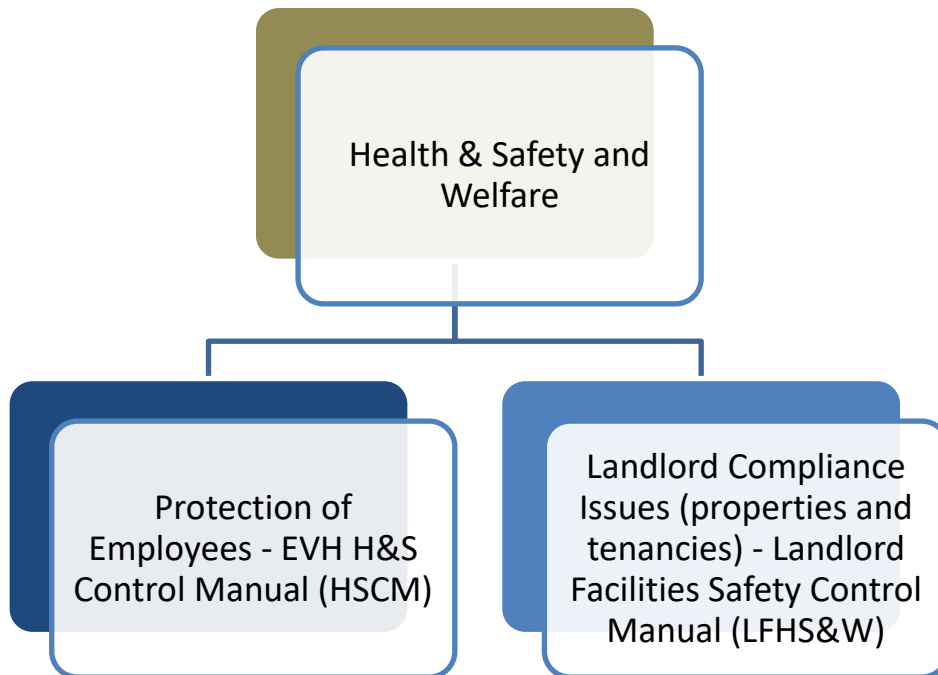 Health & Safety and
Welfare
Protection of
Employees - EVH H&S
Control Manual (HSCM)
Landlord Compliance
Issues (properties and
tenancies) - Landlord
Facilities Safety Control
Manual (LFHS&W)